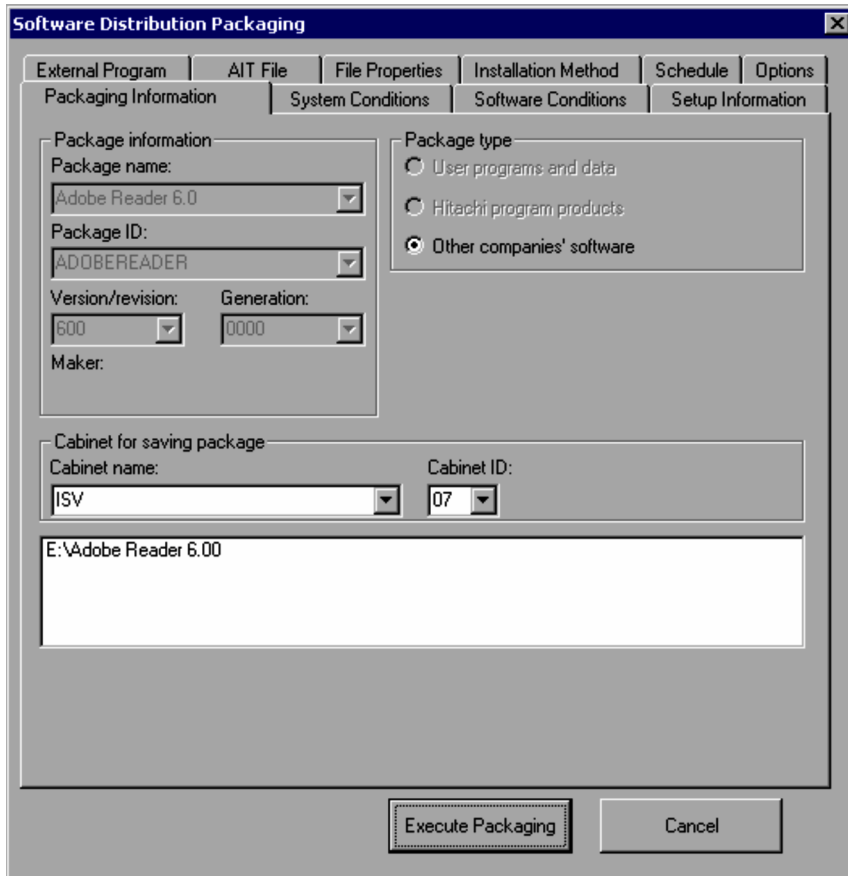 Software Distribution Packaging
External Program AIT File File Properties Installation Method Schedule Options
Packaging Information System Conditions Software Conditions Setup Information
Package information
Package name:
Adobe Reader 6.0
Package ID:
ADOBEREADER
Version/revision: Generation:
600 0000
Maker:
Package type
User programs and data
Hitachi program products
Other companies' software
Cabinet for saving package
Cabinet name: Cabinet ID:
ISV 07
E:\Adobe Reader 6.00
Execute Packaging Cancel